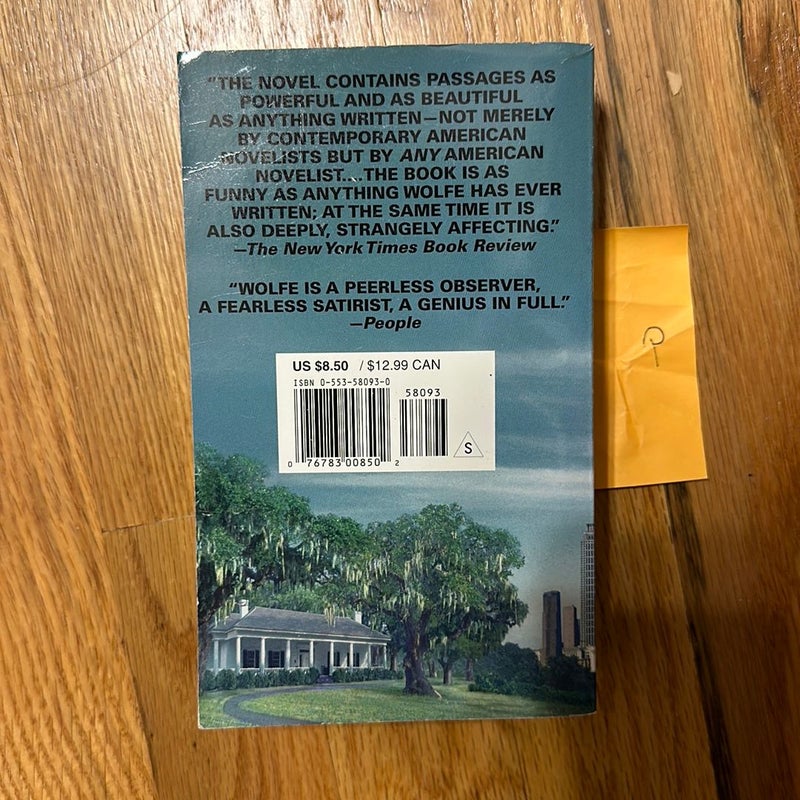 “THE NOVEL CONTAINS PASSAGES AS
POWERFUL AND AS BEAUTIFUL
AS ANYTHING WRITTEN—NOT MERELY
BY CONTEMPORARY AMERICAN
NOVELISTS BUT BY ANY AMERICAN
NOVELIST....THE BOOK IS AS
FUNNY AS ANYTHING WOLFE HAS EVER
WRITTEN; AT THE SAME TIME IT IS
ALSO DEEPLY, STRANGELY AFFECTING.”
—The New York Times Book Review
“WOLFE IS A PEERLESS OBSERVER,
A FEARLESS SATIRIST, A GENIUS IN FULL.”
—People
US $8.50 / $12.99 CAN
ISBN 0-553-58093-0
58093
S
0 76783 00850 2